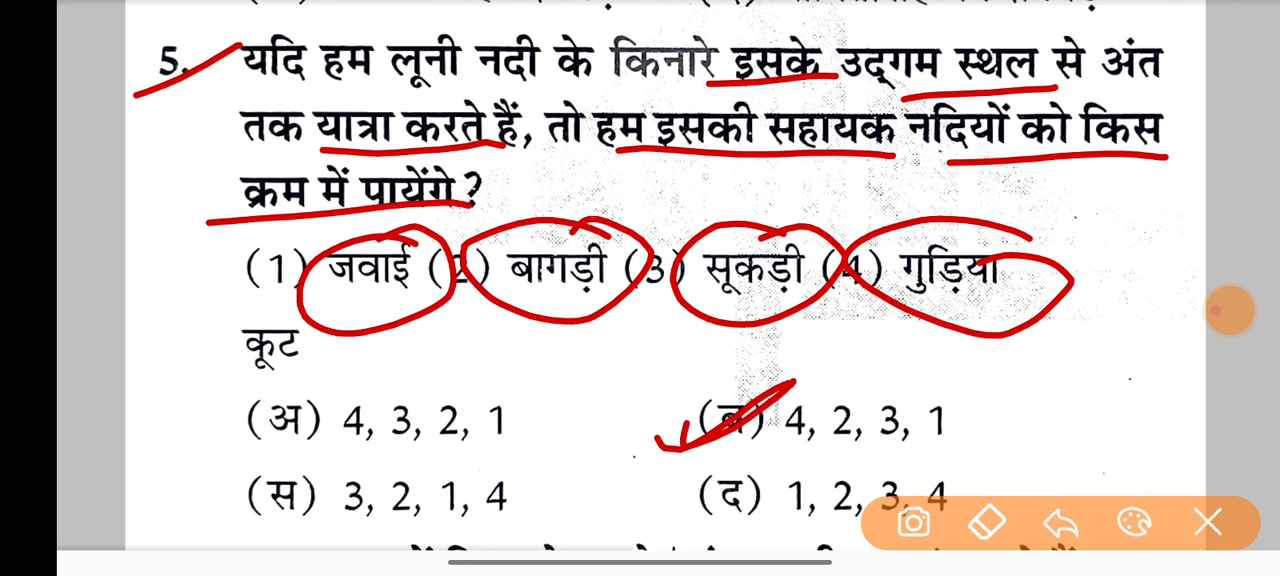 5. यदि हम लूनी नदी के किनारे इसके उद्गम स्थल से अंत
तक यात्रा करते हैं, तो हम इसकी सहायक नदियों को किस
क्रम में पायेंगे?
(1) जवाई (2) बागड़ी (3) सूकड़ी (4) गुड़िया
कूट
(अ) 4, 3, 2, 1 (ब) 4, 2, 3, 1
(स) 3, 2, 1, 4 (द) 1, 2, 3, 4